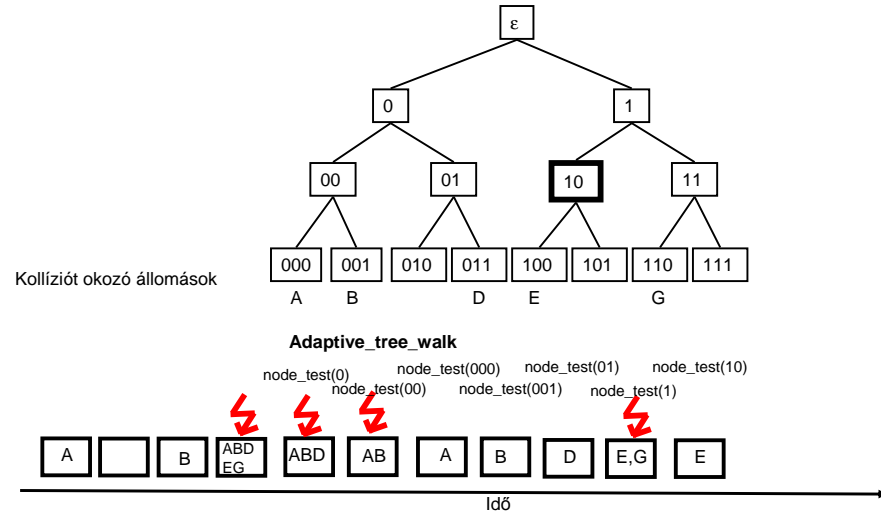 ε
0 1
00 01 10 11
000 001 010 011 100 101 110 111
Kollíziót okozó állomások
A B D E G
Adaptive_tree_walk
node_test(000) node_test(01) node_test(10)
node_test(0)
node_test(00) node_test(001) node_test(1)
A B ABD EG ABD AB A B D E,G E
Idő